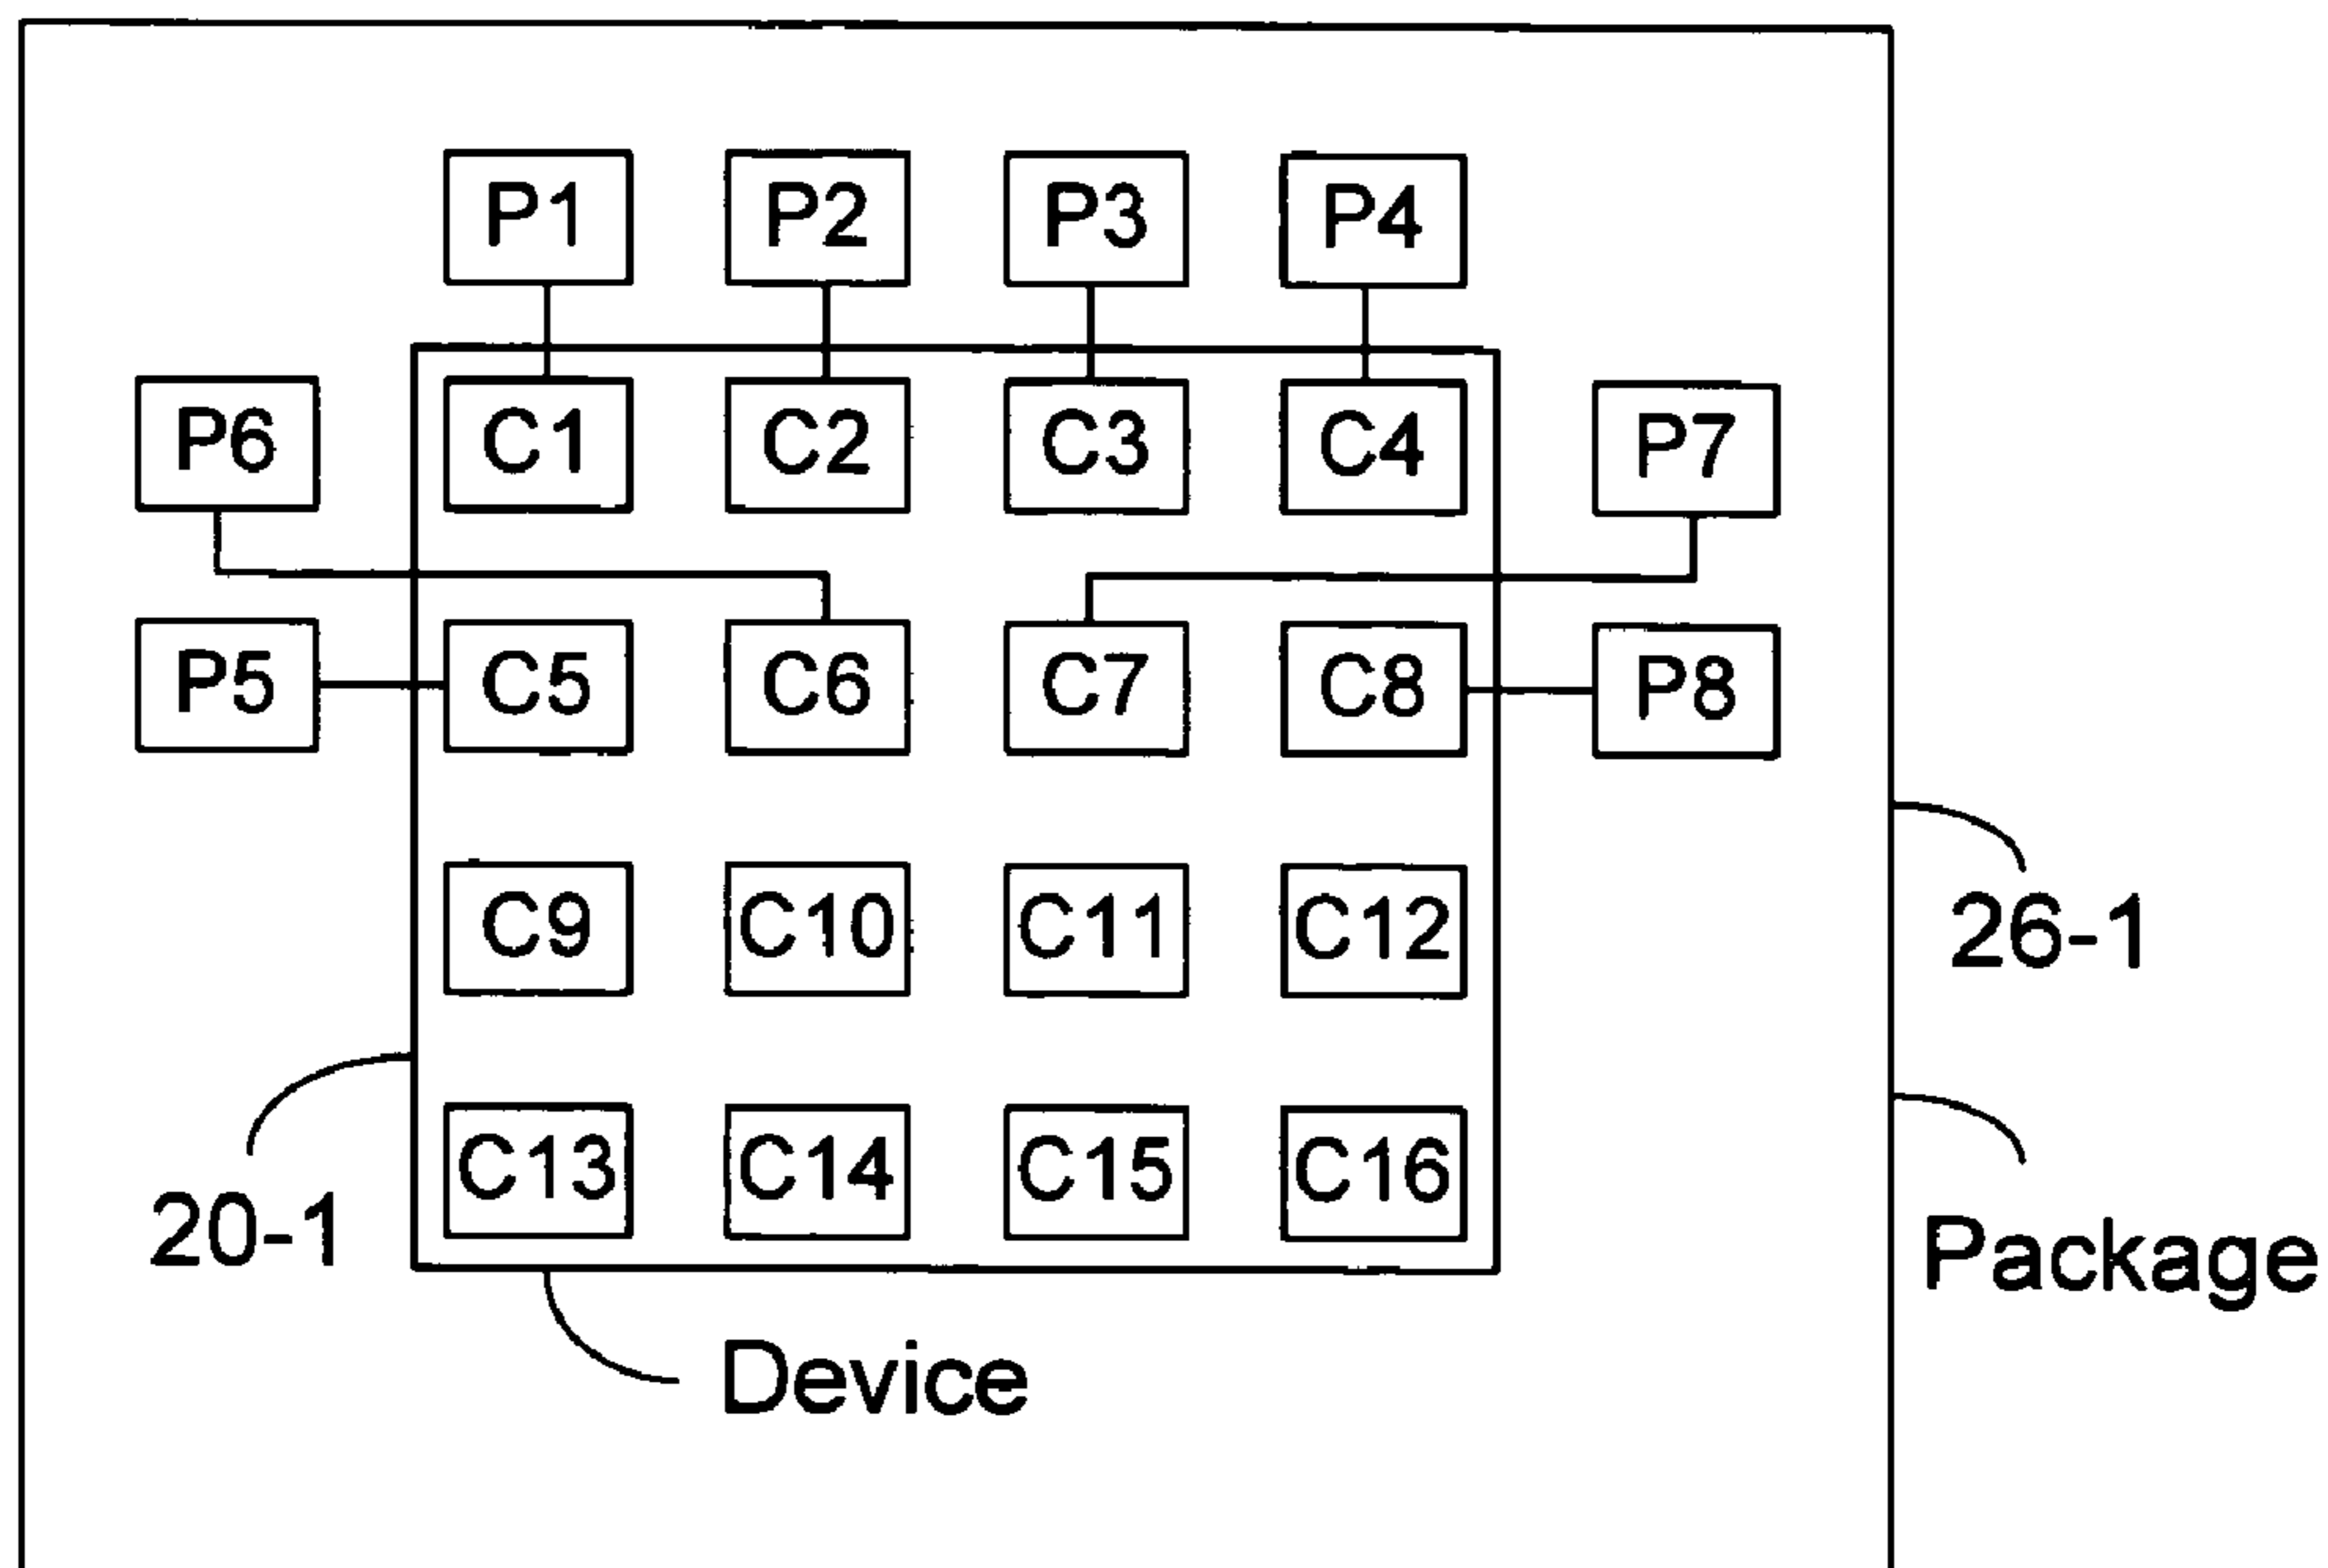 P1 P2 P3 P4
P6 C1 C2 C3 C4 P7
P5 C5 C6 C7 C8 P8
C9 C10 C11 C12
26-1
C13 C14 C15 C16
20-1
Package
Device